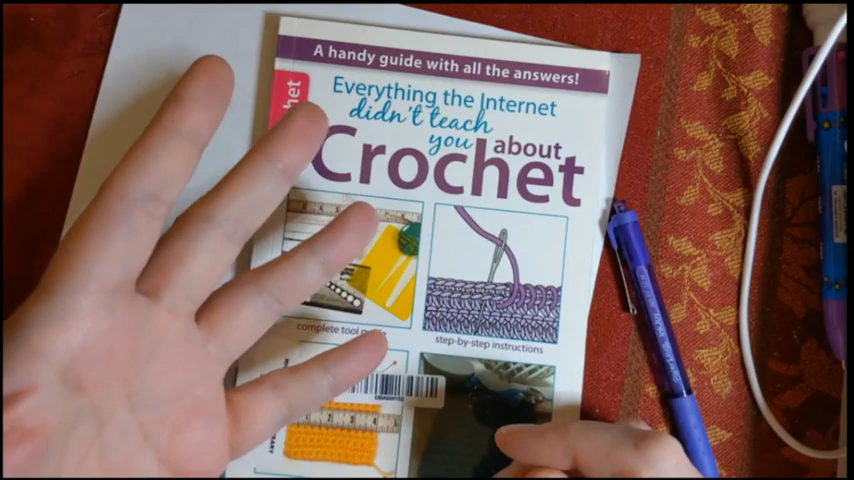 A handy guide with all the answers!
Everything the Internet
didn't teach
you about
Crochet
complete tool
step-by-step instructions